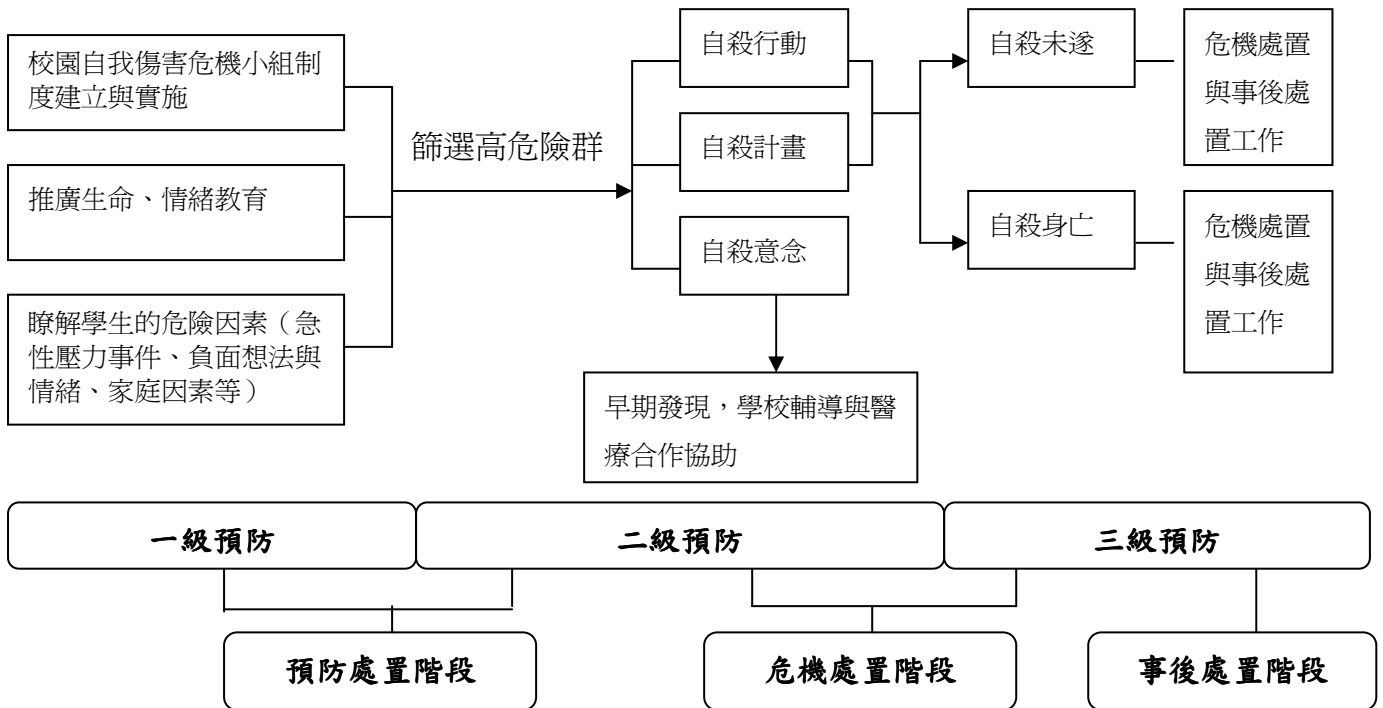 校園自我傷害危機小組制
度建立與實施
推廣生命、情緒教育
瞭解學生的危險因素（急
性壓力事件、負面想法與
情緒、家庭因素等）
篩選高危險群
自殺行動
自殺計畫
自殺意念
早期發現，學校輔導與醫
療合作協助
自殺未遂
自殺身亡
危機處置
與事後處
置工作
危機處置
與事後處
置工作
一級預防
二級預防
三級預防
預防處置階段
危機處置階段
事後處置階段